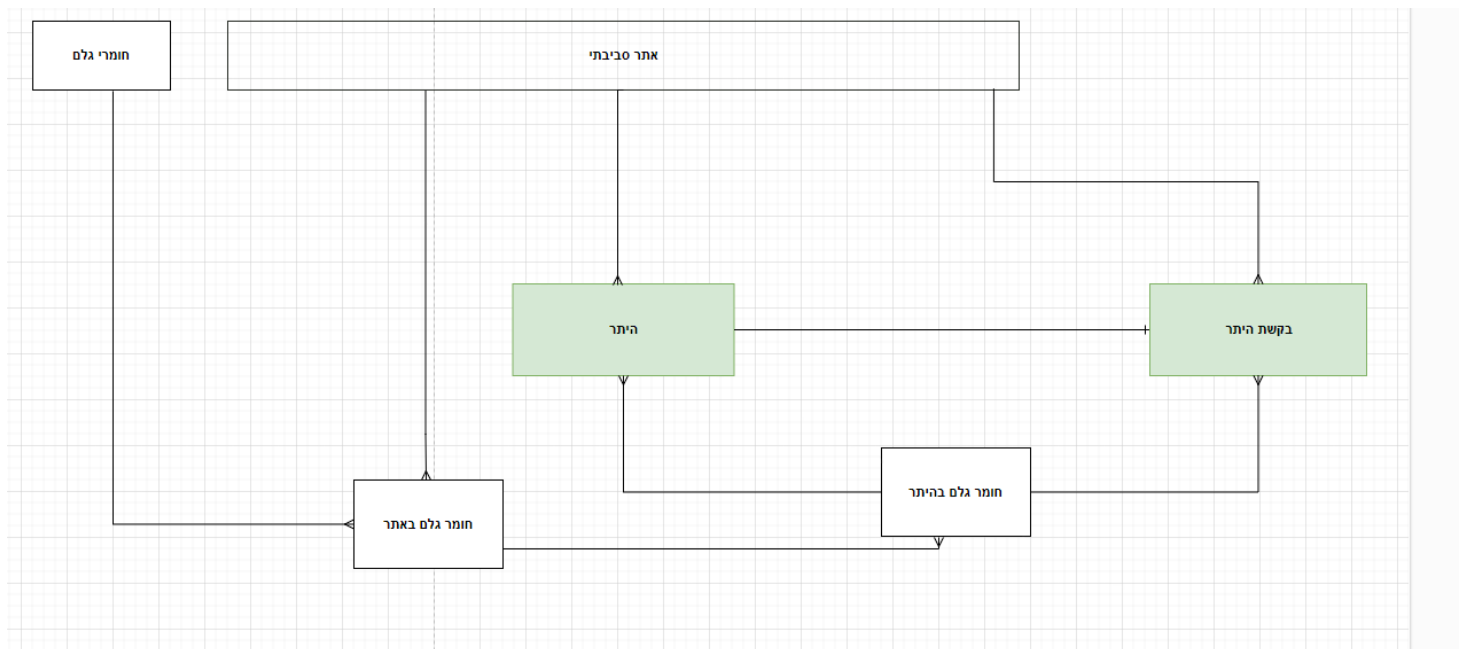 אתר סביבתי
חומרי גלם
בקשת היתר
היתר
חומר גלם בהיתר
חומר גלם באתר